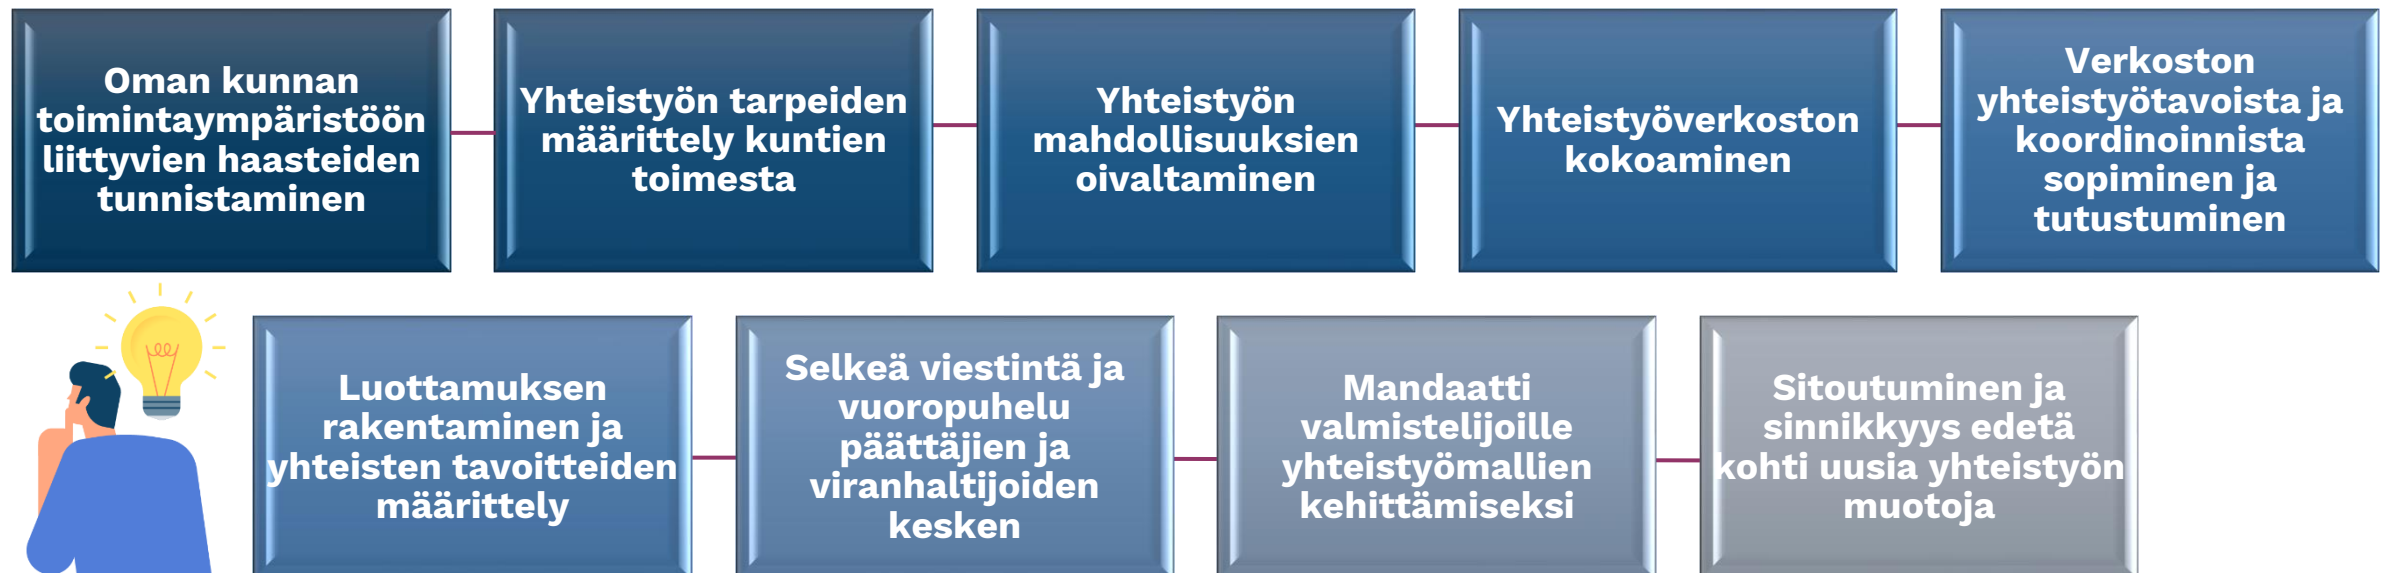 Oman kunnan
toimintaympäristöön
liittyvien haasteiden
tunnistaminen
Yhteistyön tarpeiden
määrittely kuntien
toimesta
Yhteistyön
mahdollisuuksien
oivaltaminen
Yhteistyöverkoston
kokoaminen
Verkoston
yhteistyötavoista ja
koordinoinnista
sopiminen ja
tutustuminen
Luottamuksen
rakentaminen ja
yhteisten tavoitteiden
määrittely
Selkeä viestintä ja
vuoropuhelu
päättäjien ja
viranhaltijoiden
kesken
Mandaatti
valmistelijoille
yhteistyömallien
kehittämiseksi
Sitoutuminen ja
sinnikkyys edetä
kohti uusia yhteistyön
muotoja